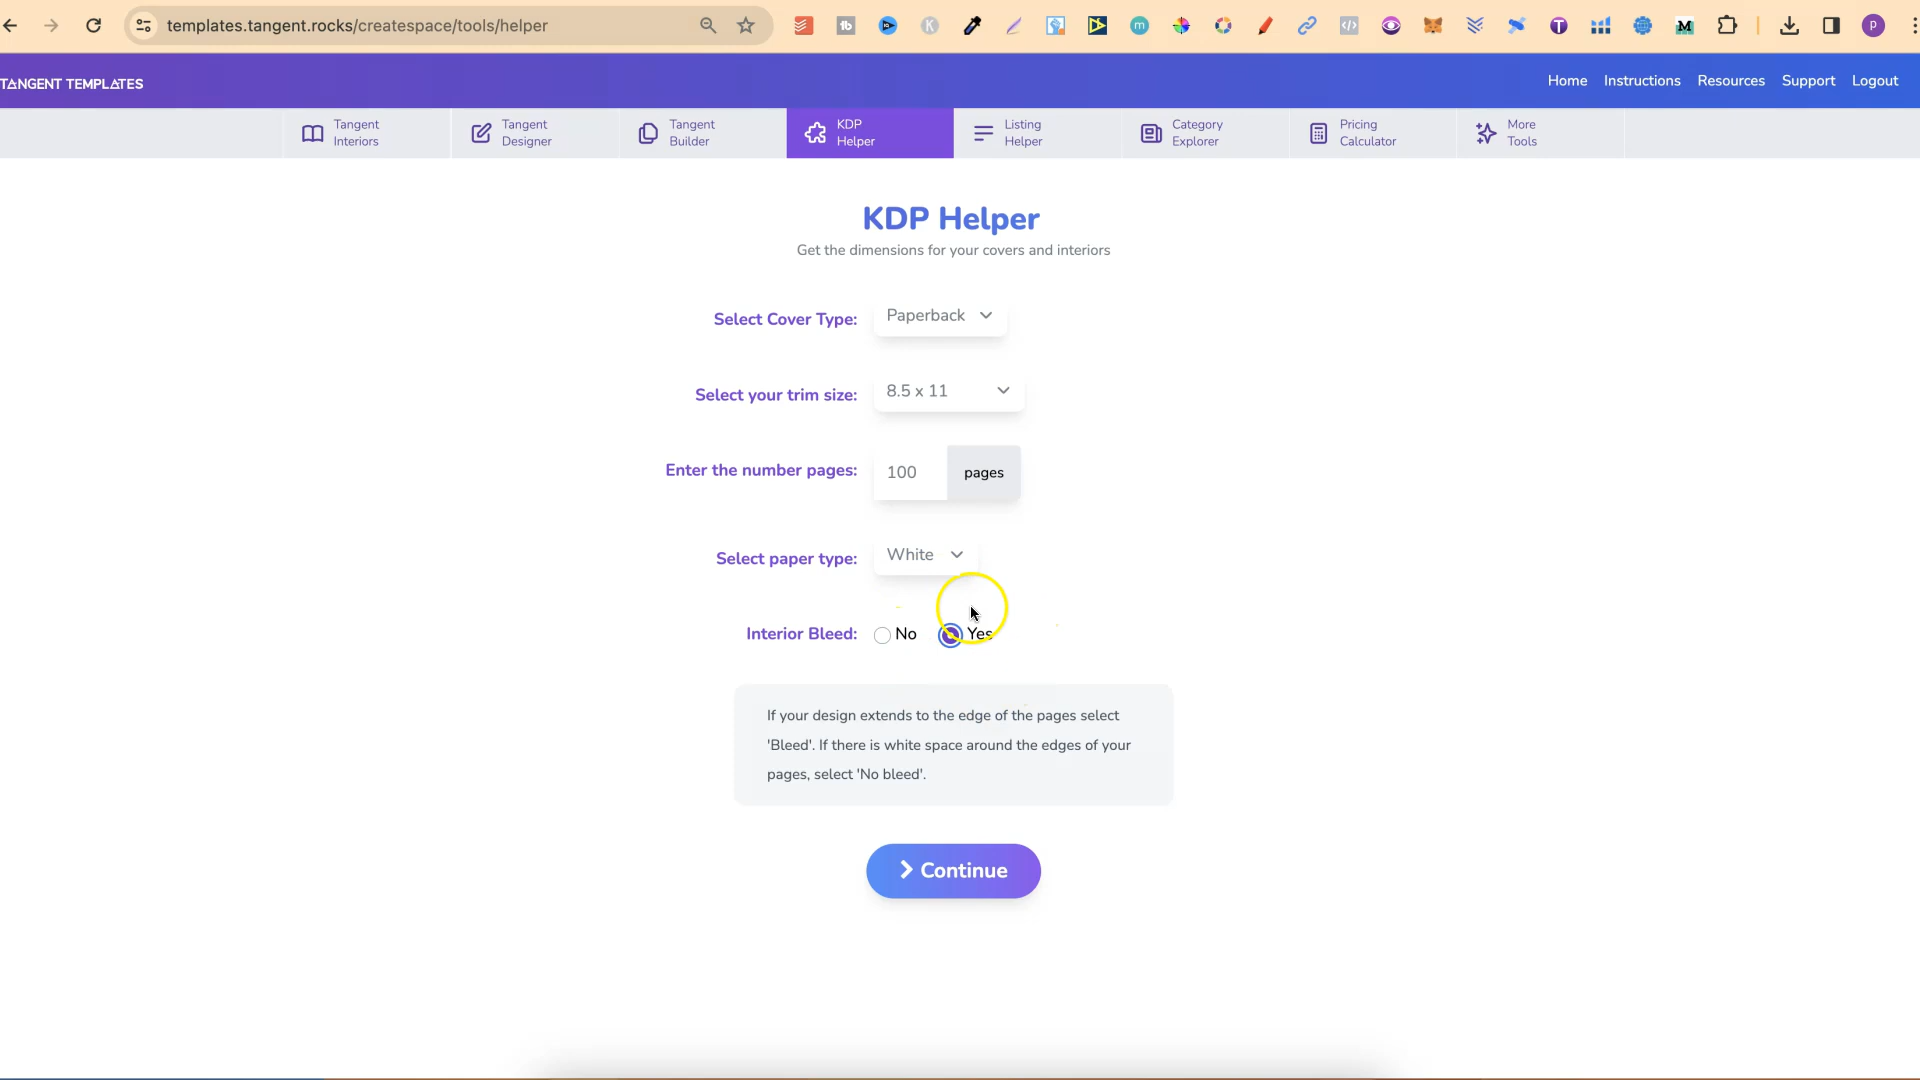 templates.tangent.rocks/createspace/tools/helper
TANGENT TEMPLATES
Home Instructions Resources Support Logout
Tangent Interiors
Tangent Designer
Tangent Builder
KDP Helper
Listing Helper
Category Explorer
Pricing Calculator
More Tools
KDP Helper
Get the dimensions for your covers and interiors
Select Cover Type: Paperback
Select your trim size: 8.5 x 11
Enter the number pages: 100 pages
Select paper type: White
Interior Bleed: No Yes
If your design extends to the edge of the pages select
'Bleed'. If there is white space around the edges of your
pages, select 'No bleed'.
Continue